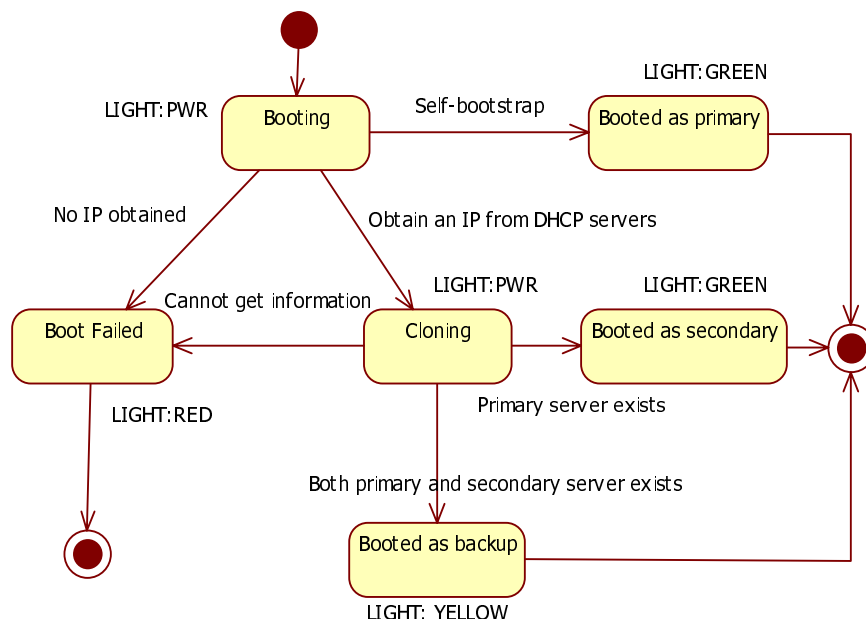 LIGHT:GREEN
LIGHT:PWR
Booting
Self-bootstrap
Booted as primary
No IP obtained
Obtain an IP from DHCP servers
LIGHT:PWR
LIGHT:GREEN
Cannot get information
Boot Failed
Cloning
Booted as secondary
LIGHT:RED
Primary server exists
Both primary and secondary server exists
Booted as backup
LIGHT: YELLOW